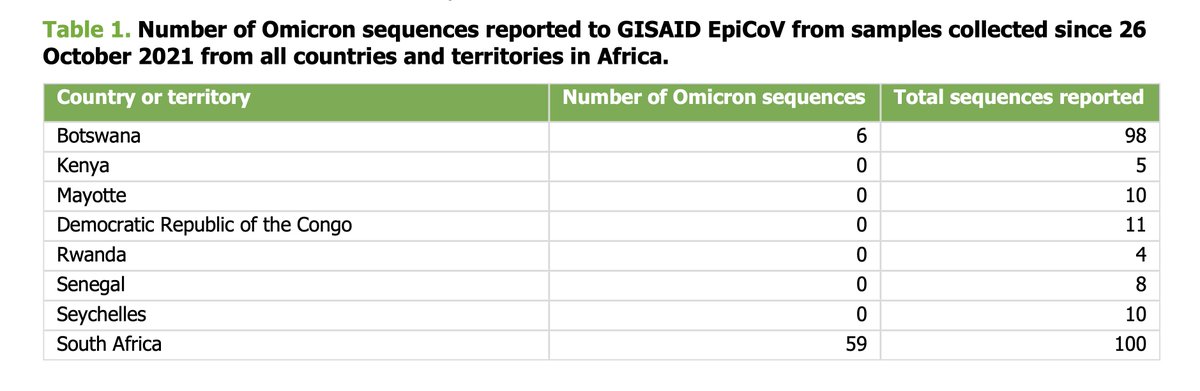 Table 1. Number of Omicron sequences reported to GISAID EpiCoV from samples collected since 26
October 2021 from all countries and territories in Africa.
Country or territory Number of Omicron sequences Total sequences reported
Botswana 6 98
Kenya 0 5
Mayotte 0 10
Democratic Republic of the Congo 0 11
Rwanda 0 4
Senegal 0 8
Seychelles 0 10
South Africa 59 100